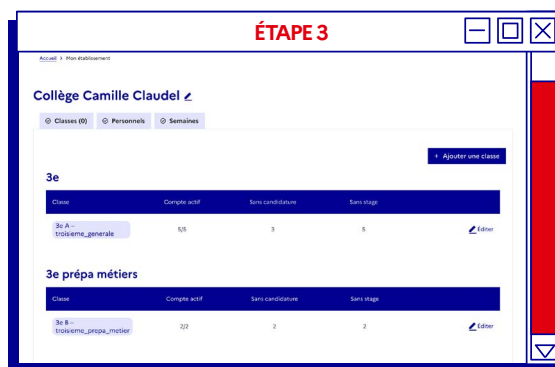 ÉTAPE 3
Accueil > Mon établissement
Collège Camille Claudel
Classes (0) Personnels Semaines
+ Ajouter une classe
3e
Classe Compte actif Sans candidature Sans stage
3e A – troisieme_generale 5/5 3 5 Éditer
3e prépa métiers
Classe Compte actif Sans candidature Sans stage
3e B – troisieme_prepa_metier 2/2 2 2 Éditer